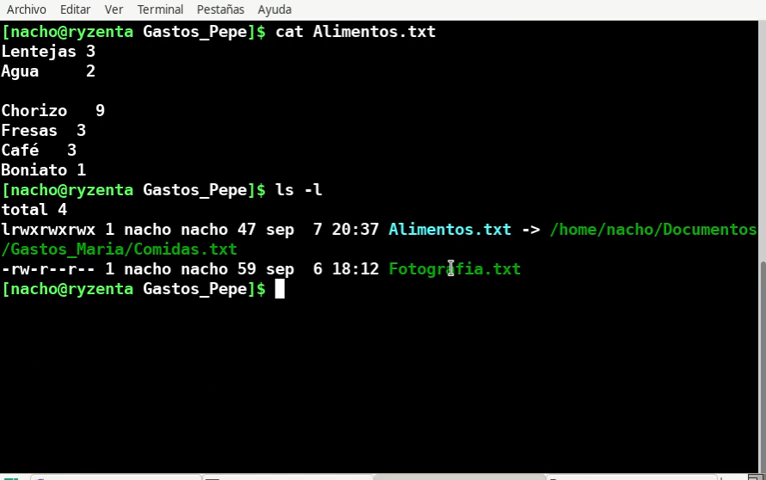 Archivo Editar Ver Terminal Pestañas Ayuda
[nacho@ryzenta Gastos_Pepe]$ cat Alimentos.txt
Lentejas 3
Agua     2
Chorizo   9
Fresas  3
Café   3
Boniato 1
[nacho@ryzenta Gastos_Pepe]$ ls -l
total 4
lrwxrwxrwx 1 nacho nacho 47 sep  7 20:37 Alimentos.txt -> /home/nacho/Documentos
/Gastos_Maria/Comidas.txt
-rw-r--r-- 1 nacho nacho 59 sep  6 18:12 Fotografia.txt
[nacho@ryzenta Gastos_Pepe]$